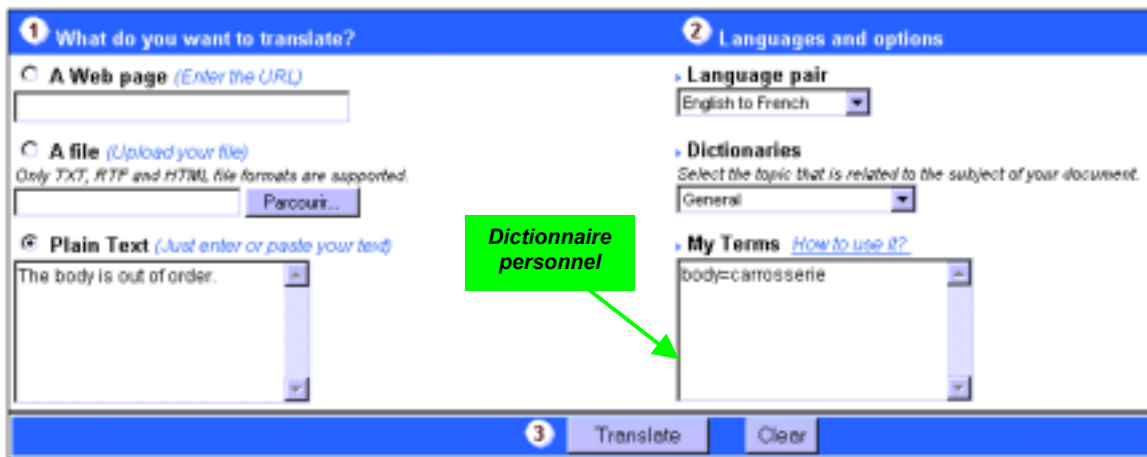 1 What do you want to translate?
A Web page (Enter the URL)
A file (Upload your file)
Only TXT, RTF and HTML file formats are supported.
Parcourir...
Plain Text (Just enter or paste your text)
The body is out of order.
Dictionnaire
personnel
2 Languages and options
Language pair
English to French
Dictionaries
Select the topic that is related to the subject of your document.
General
My Terms How to use it?
body=carrosserie
3 Translate Clear